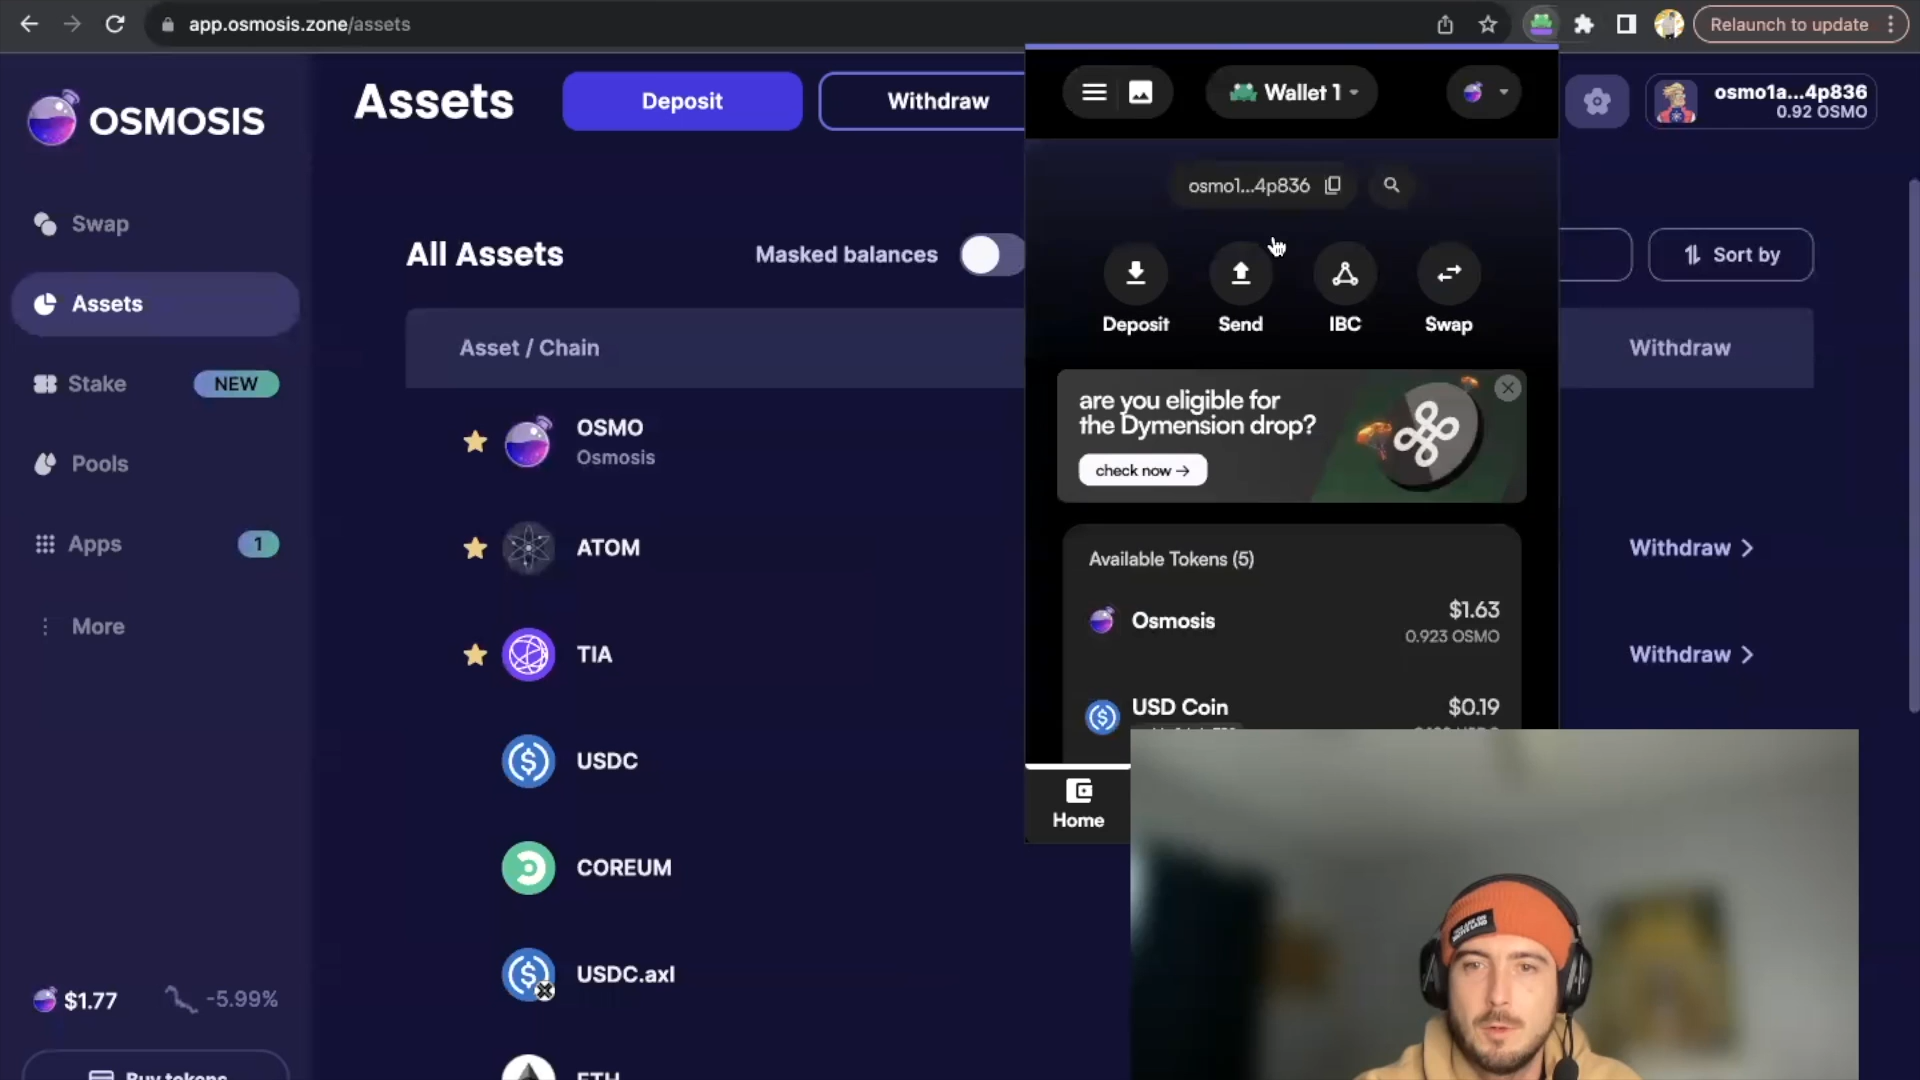 app.osmosis.zone/assets
Relaunch to update
OSMOSIS
Swap
Assets
Stake
NEW
Pools
Apps
1
More
$1.77
-5.99%
Buy tokens
Assets
Deposit
Withdraw
osmo1a...4p836
0.92 OSMO
All Assets
Masked balances
Sort by
Asset / Chain
Withdraw
OSMO
Osmosis
ATOM
Withdraw
TIA
Withdraw
USDC
COREUM
USDC.axl
ETH
Wallet 1
osmo1...4p836
Deposit
Send
IBC
Swap
are you eligible for
the Dymension drop?
check now →
Available Tokens (5)
Osmosis
$1.63
0.923 OSMO
USD Coin
$0.19
Home